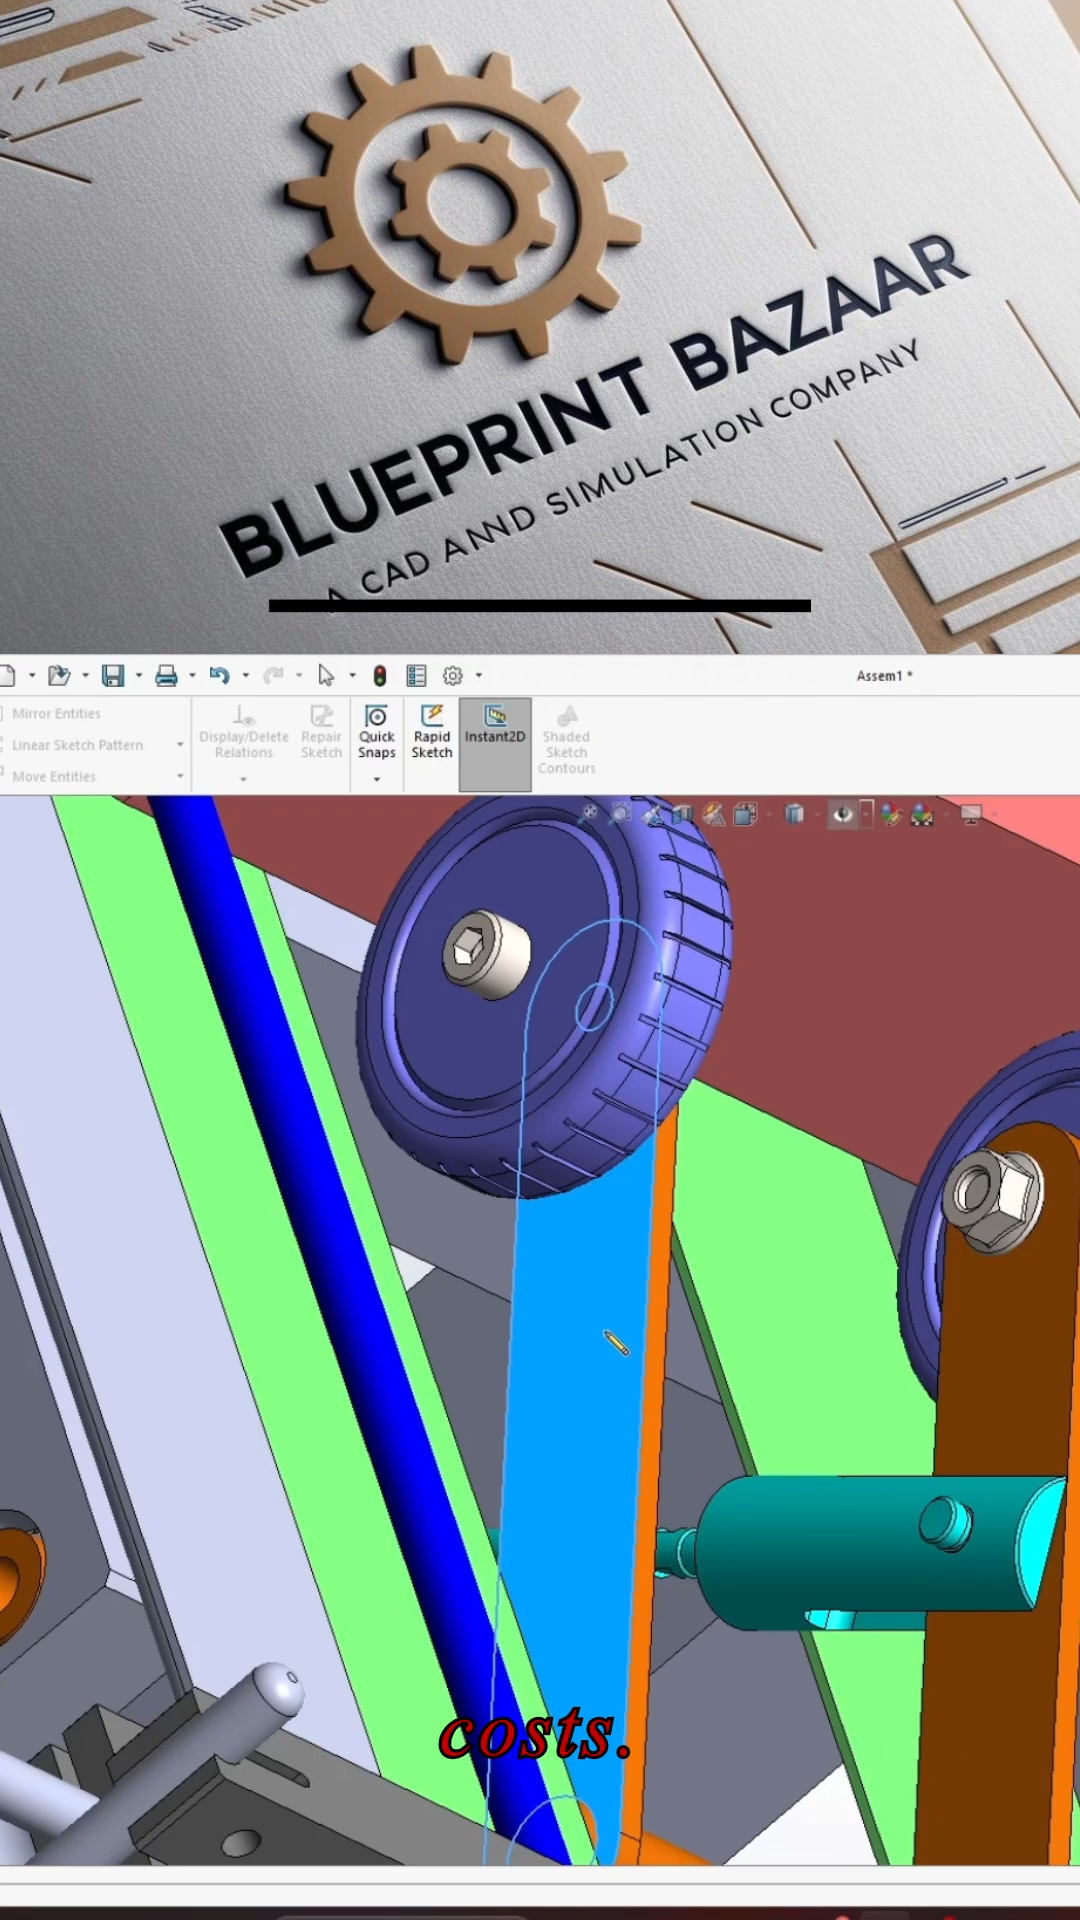 BLUEPRINT BAZAAR
A CAD ANND SIMULATION COMPANY
Assem1 *
Mirror Entities
Linear Sketch Pattern
Move Entities
Display/Delete
Relations
Repair
Sketch
Quick
Snaps
Rapid
Sketch
Instant2D
Shaded
Sketch
Contours
costs.